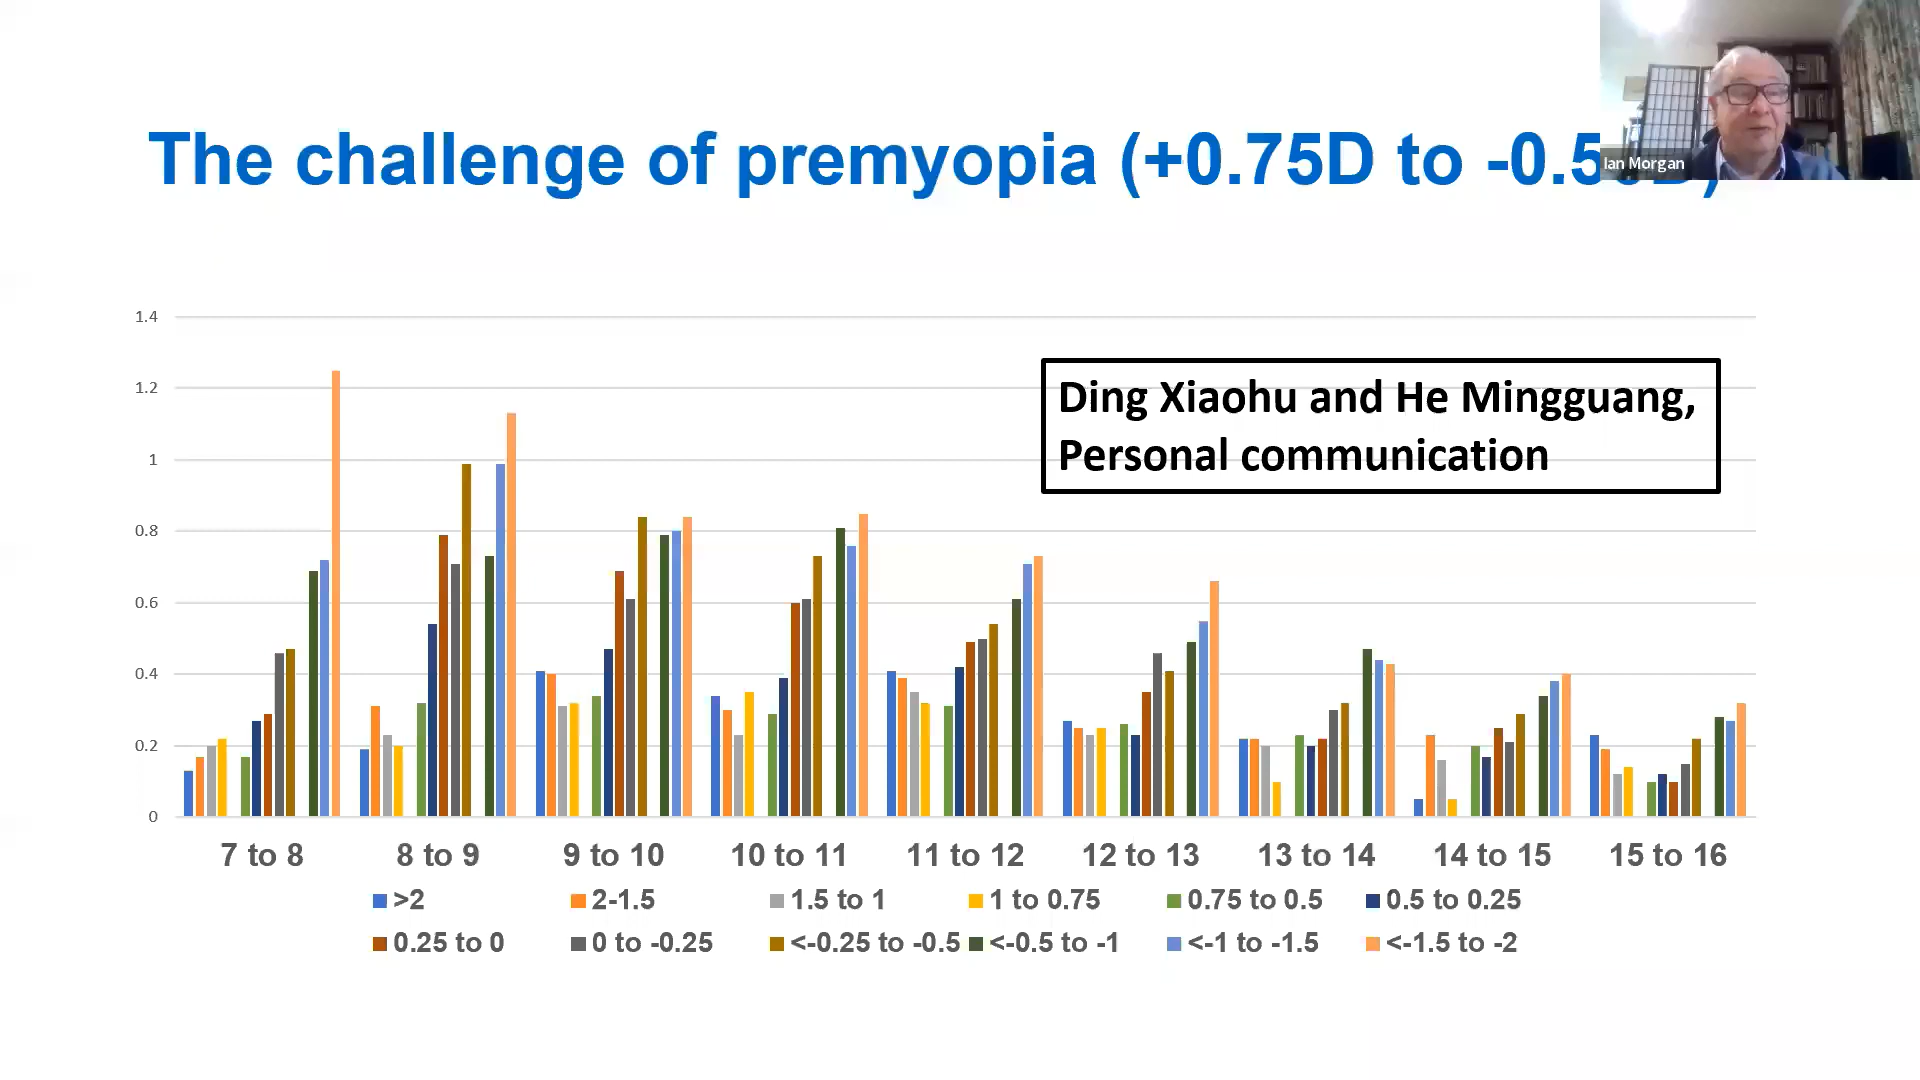 The challenge of premyopia (+0.75D to -0.5
Ian Morgan
1.4
1.2
1
0.8
0.6
0.4
0.2
0
Ding Xiaohu and He Mingguang,
Personal communication
7 to 8 8 to 9 9 to 10 10 to 11 11 to 12 12 to 13 13 to 14 14 to 15 15 to 16
>2 2-1.5 1.5 to 1 1 to 0.75 0.75 to 0.5 0.5 to 0.25
0.25 to 0 0 to -0.25 <-0.25 to -0.5 <-0.5 to -1 <-1 to -1.5 <-1.5 to -2